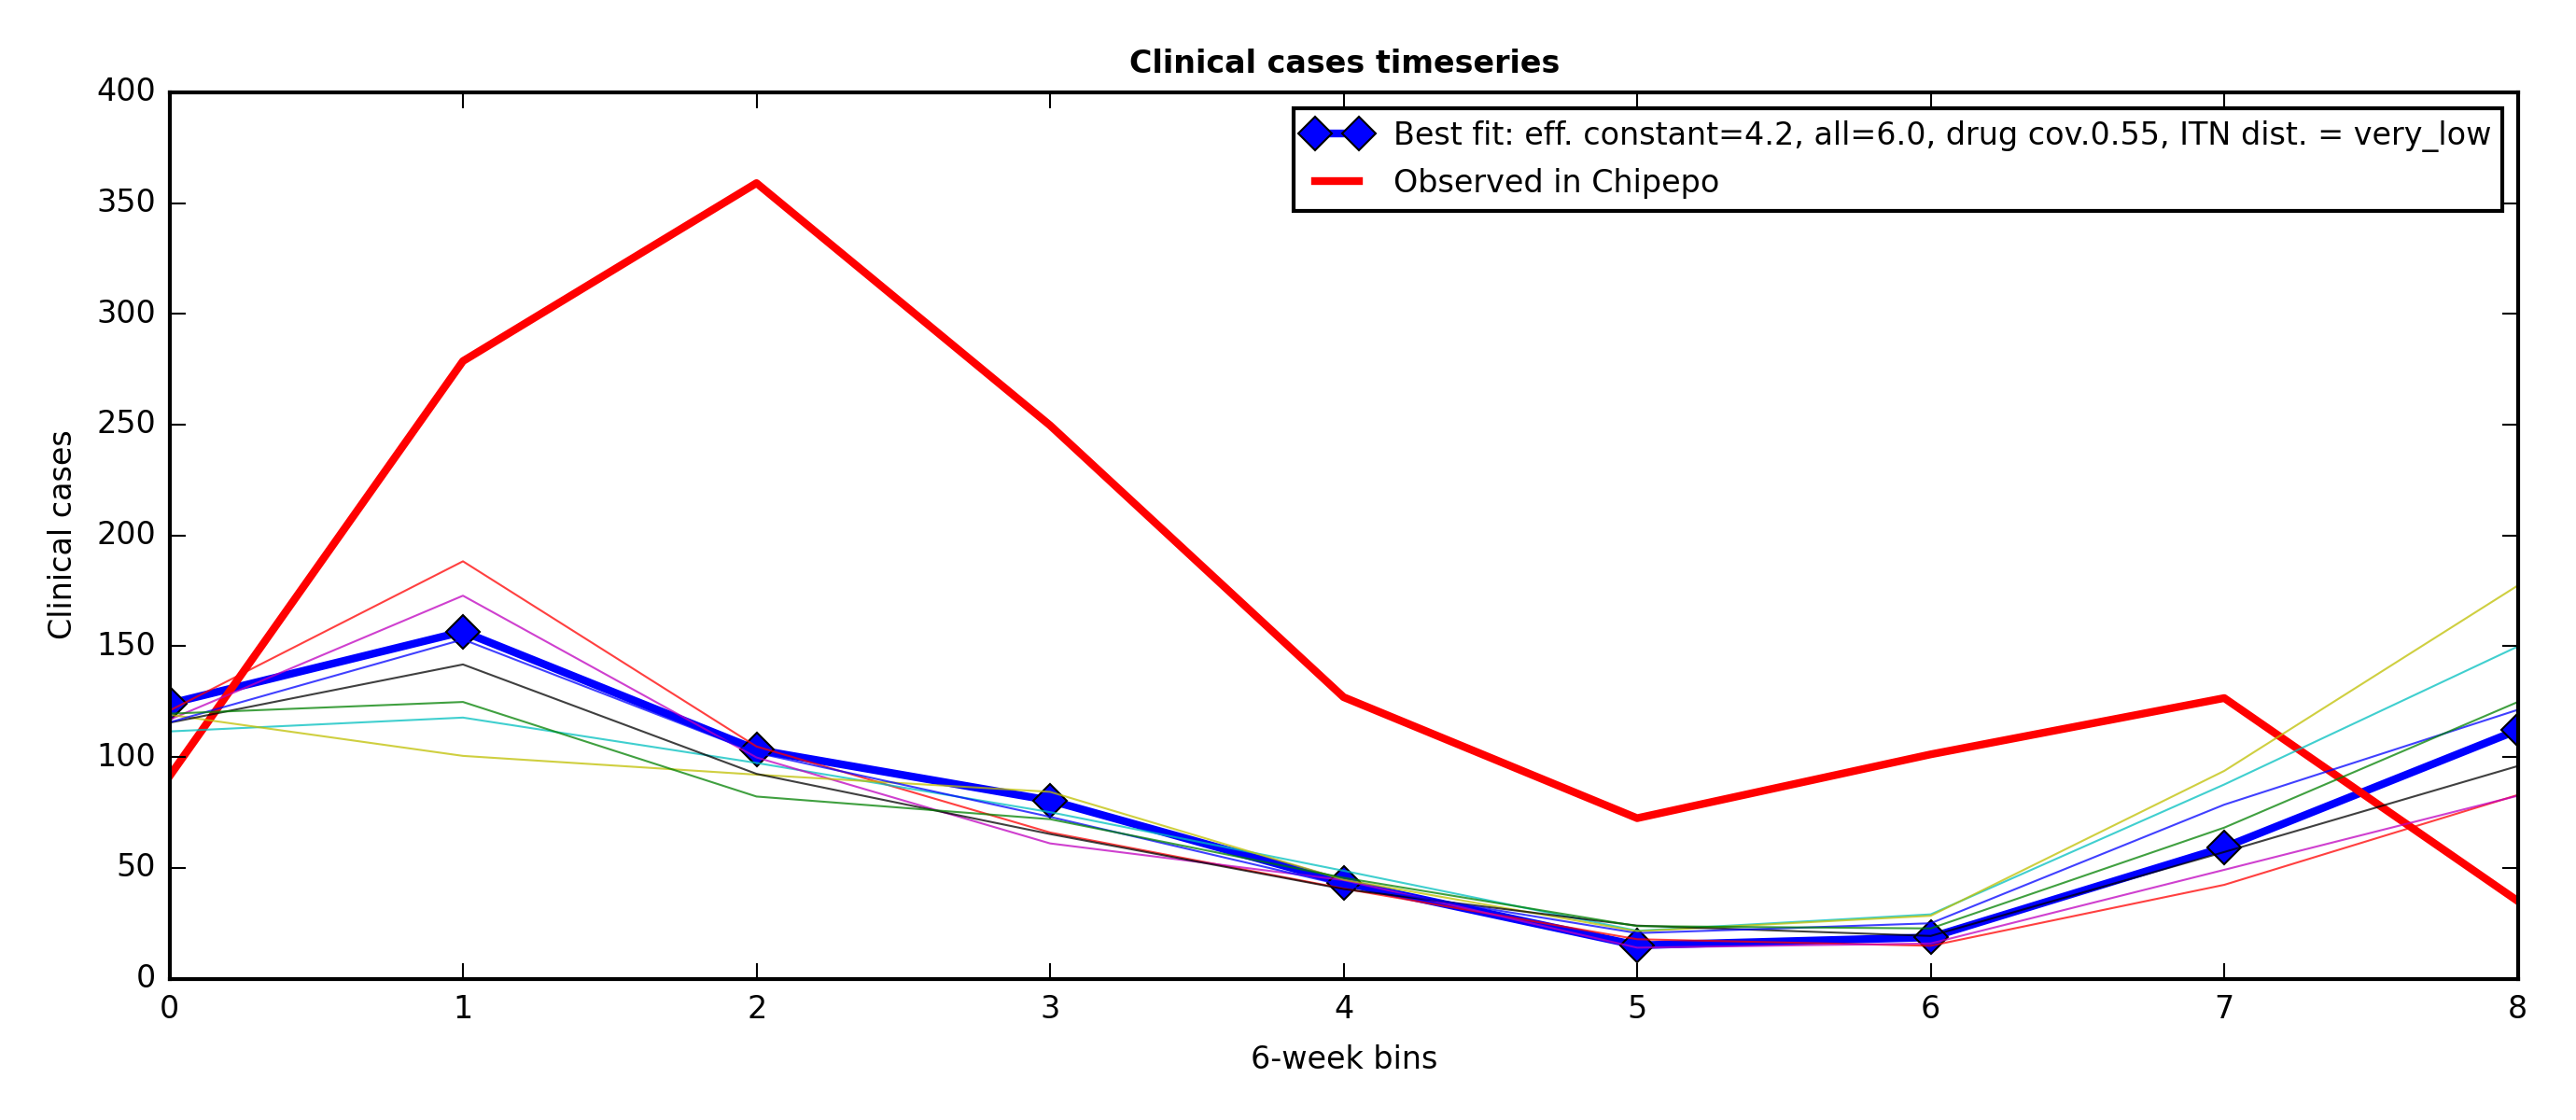 Clinical cases timeseries
400
350
300
250
200
150
100
50
0
Clinical cases
Best fit: eff. constant=4.2, all=6.0, drug cov.0.55, ITN dist. = very_low
Observed in Chipepo
0 1 2 3 4 5 6 7 8
6-week bins